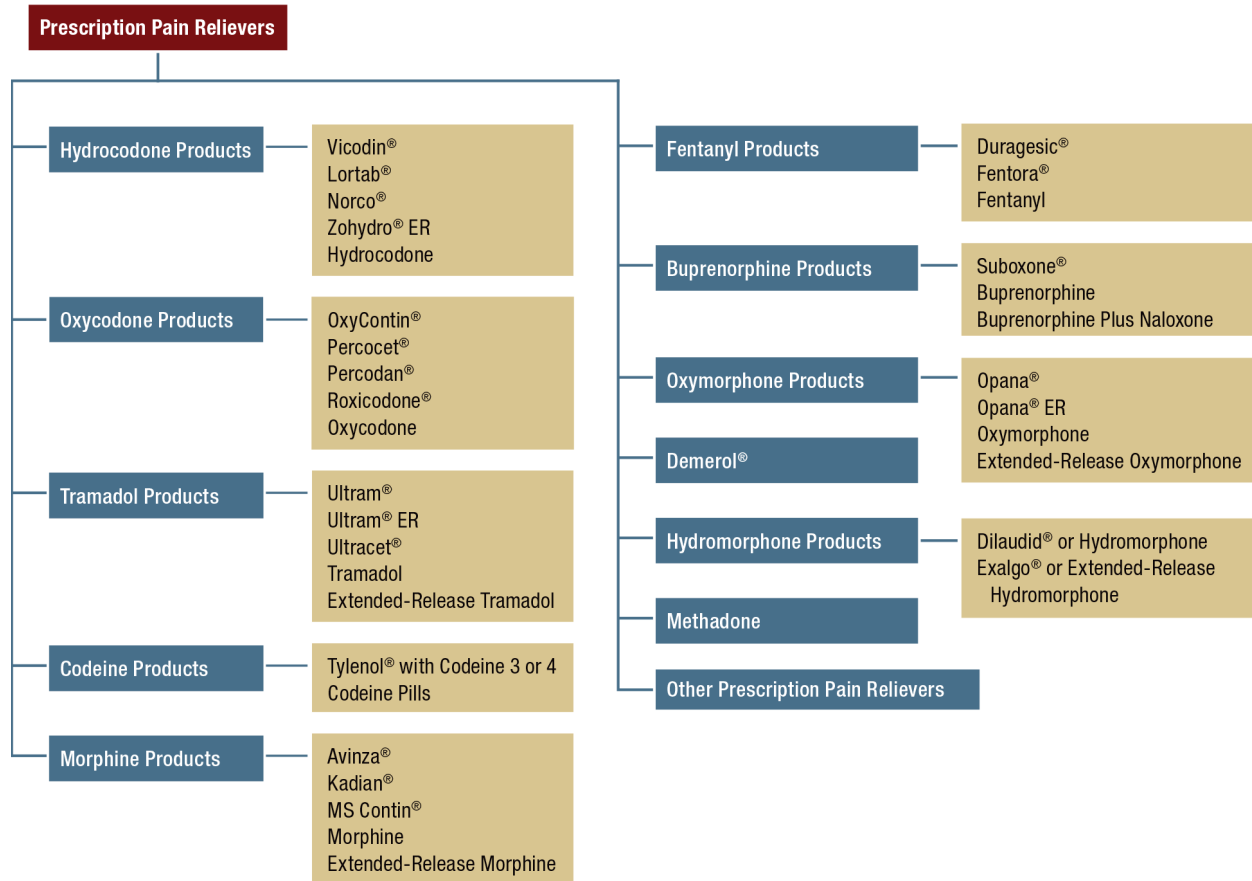 Prescription Pain Relievers
Hydrocodone Products
Vicodin®
Lortab®
Norco®
Zohydro® ER
Hydrocodone
Oxycodone Products
OxyContin®
Percocet®
Percodan®
Roxicodone®
Oxycodone
Tramadol Products
Ultram®
Ultram® ER
Ultracet®
Tramadol
Extended-Release Tramadol
Codeine Products
Tylenol® with Codeine 3 or 4
Codeine Pills
Morphine Products
Avinza®
Kadian®
MS Contin®
Morphine
Extended-Release Morphine
Fentanyl Products
Duragesic®
Fentora®
Fentanyl
Buprenorphine Products
Suboxone®
Buprenorphine
Buprenorphine Plus Naloxone
Oxymorphone Products
Opana®
Opana® ER
Oxymorphone
Extended-Release Oxymorphone
Demerol®
Hydromorphone Products
Dilaudid® or Hydromorphone
Exalgo® or Extended-Release
Hydromorphone
Methadone
Other Prescription Pain Relievers